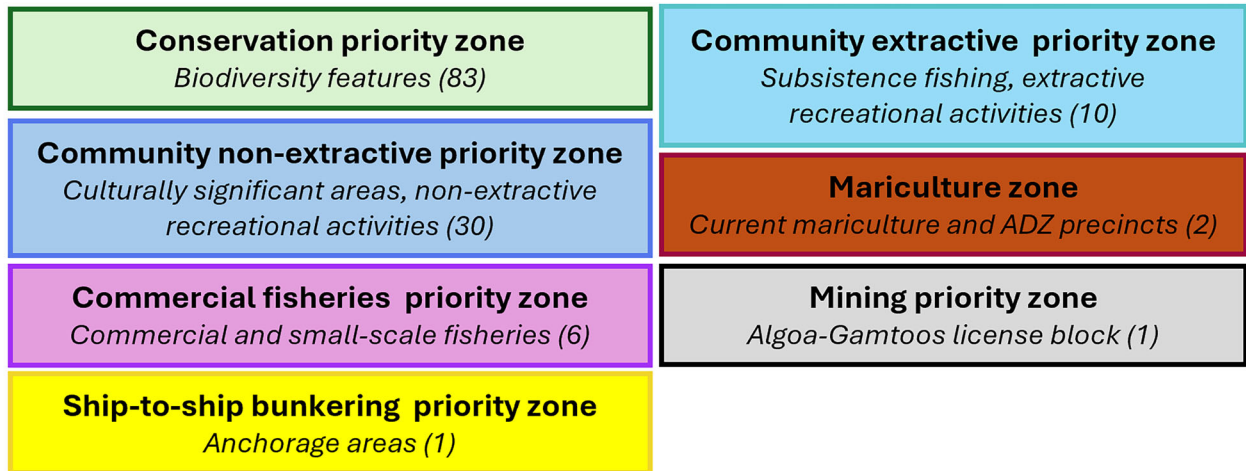 Conservation priority zone
Biodiversity features (83)
Community non-extractive priority zone
Culturally significant areas, non-extractive
recreational activities (30)
Commercial fisheries  priority zone
Commercial and small-scale fisheries (6)
Ship-to-ship bunkering  priority zone
Anchorage areas (1)
Community extractive  priority zone
Subsistence fishing, extractive
recreational activities (10)
Mariculture zone
Current mariculture and ADZ precincts (2)
Mining priority zone
Algoa-Gamtoos license block (1)